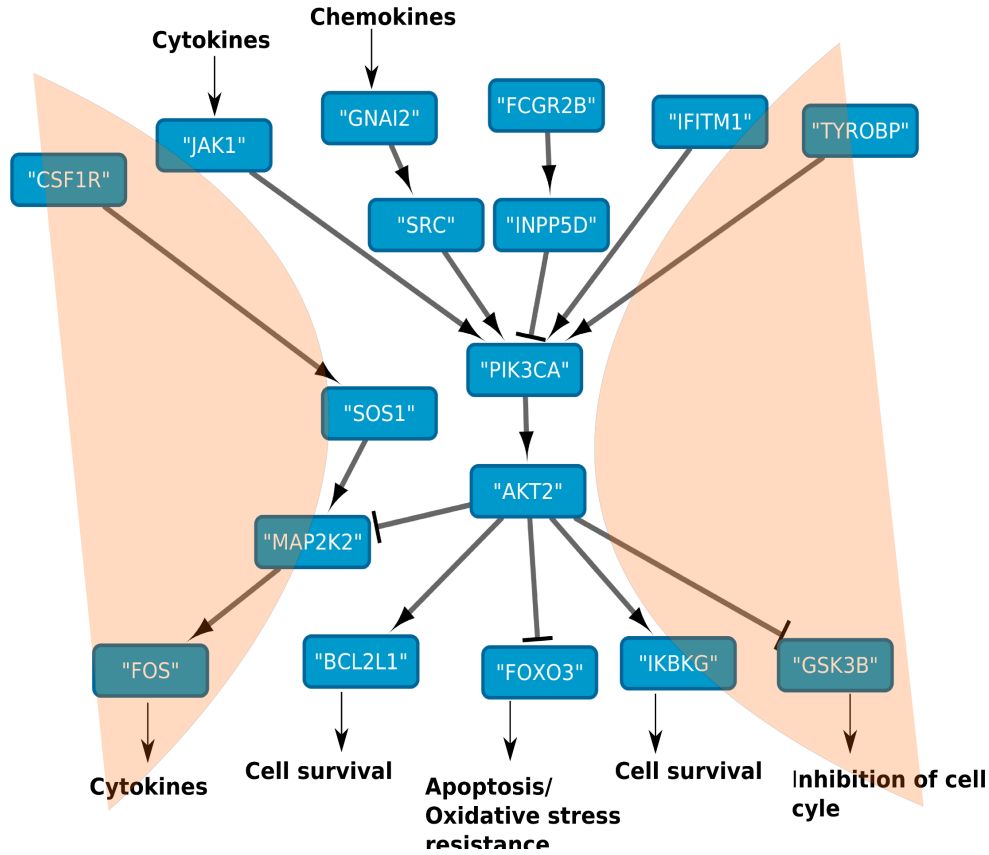 Chemokines
Cytokines
"GNAI2"
"FCGR2B"
"IFITM1"
"TYROBP"
"JAK1"
"CSF1R"
"SRC"
"INPP5D"
"PIK3CA"
"SOS1"
"AKT2"
"MAP2K2"
"FOS"
"BCL2L1"
"FOXO3"
"IKBKG"
"GSK3B"
Cytokines
Cell survival
Apoptosis/
Oxidative stress
resistance
Cell survival
Inhibition of cell
cyle